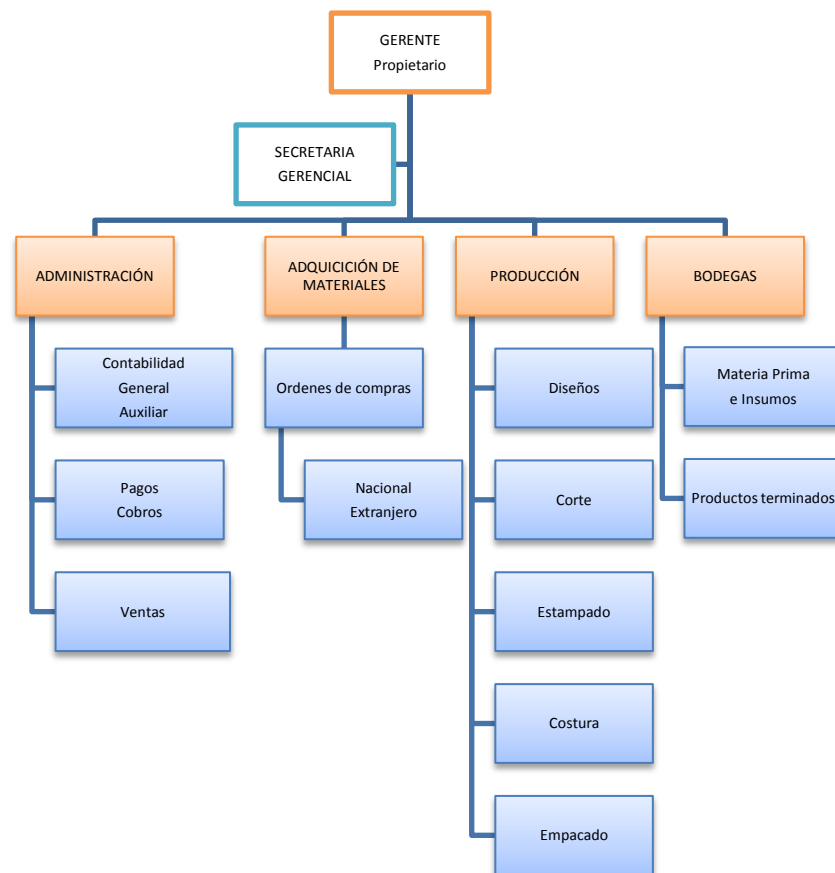 GERENTE
Propietario
SECRETARIA
GERENCIAL
ADMINISTRACIÓN
Contabilidad
General
Auxiliar
Pagos
Cobros
Ventas
ADQUICICIÓN DE
MATERIALES
Ordenes de compras
Nacional
Extranjero
PRODUCCIÓN
Diseños
Corte
Estampado
Costura
Empacado
BODEGAS
Materia Prima
e Insumos
Productos terminados